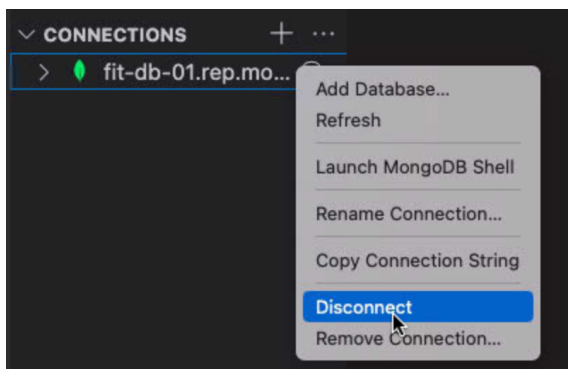 CONNECTIONS
fit-db-01.rep.mo...
Add Database...
Refresh
Launch MongoDB Shell
Rename Connection...
Copy Connection String
Disconnect
Remove Connection...